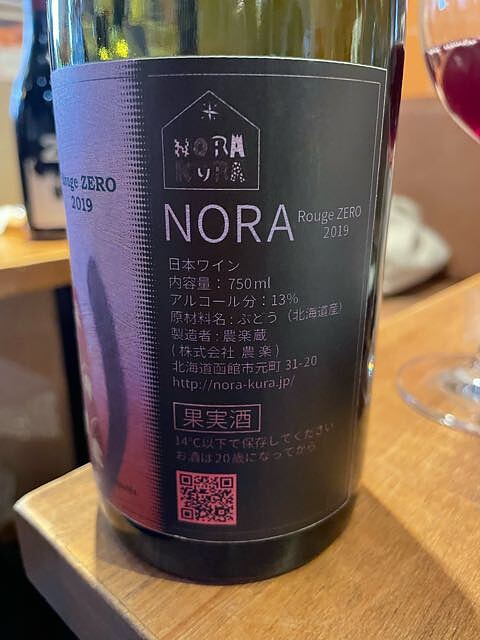 Rouge ZERO
2019
NORA
KURA
NORA Rouge ZERO
2019
日本ワイン
内容量：750ml
アルコール分：13%
原材料名：ぶどう（北海道産）
製造者：農楽蔵
(株式会社 農楽)
北海道函館市元町 31-20
http://nora-kura.jp/
果実酒
14℃以下で保存してください
お酒は20歳になってから